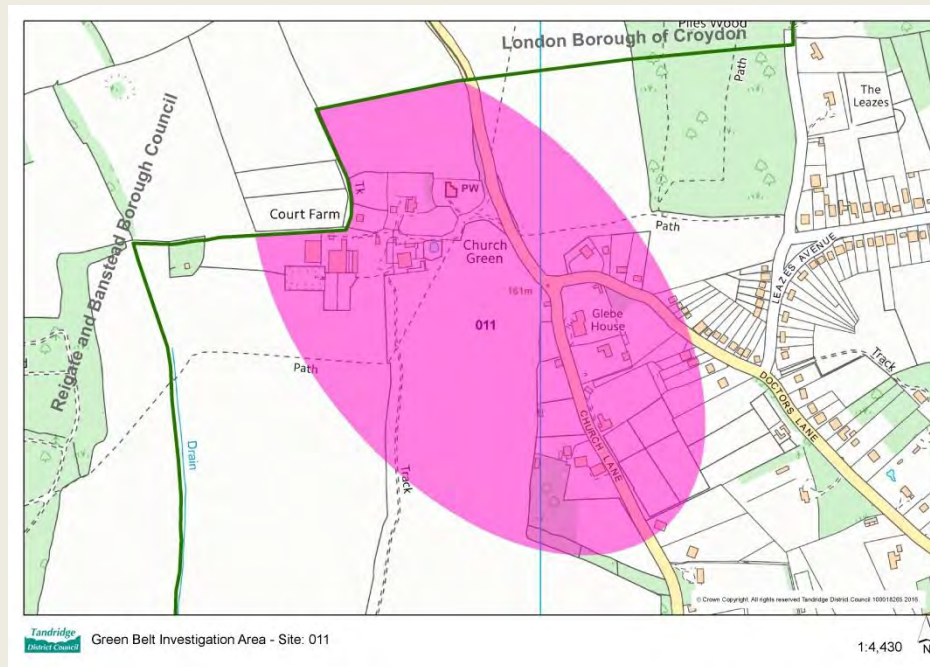 Piles Wood
London Borough of Croydon
Path
The
Leazes
Reigate and Banstead Borough Council
Tk
PW
Court Farm
Church
Green
Path
LEAZES AVENUE
161m
011
Glebe
House
Path
Track
DOCTORS LANE
CHURCH LANE
Drain
Track
© Crown Copyright. All rights reserved Tandridge District Council 100018265 2016
Tandridge
District Council
Green Belt Investigation Area - Site: 011
1:4,430
N